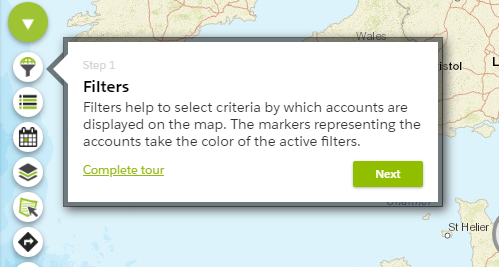 Wales
Step 1
Filters
Filters help to select criteria by which accounts are
displayed on the map. The markers representing the
accounts take the color of the active filters.
Complete tour
Next
St Helier